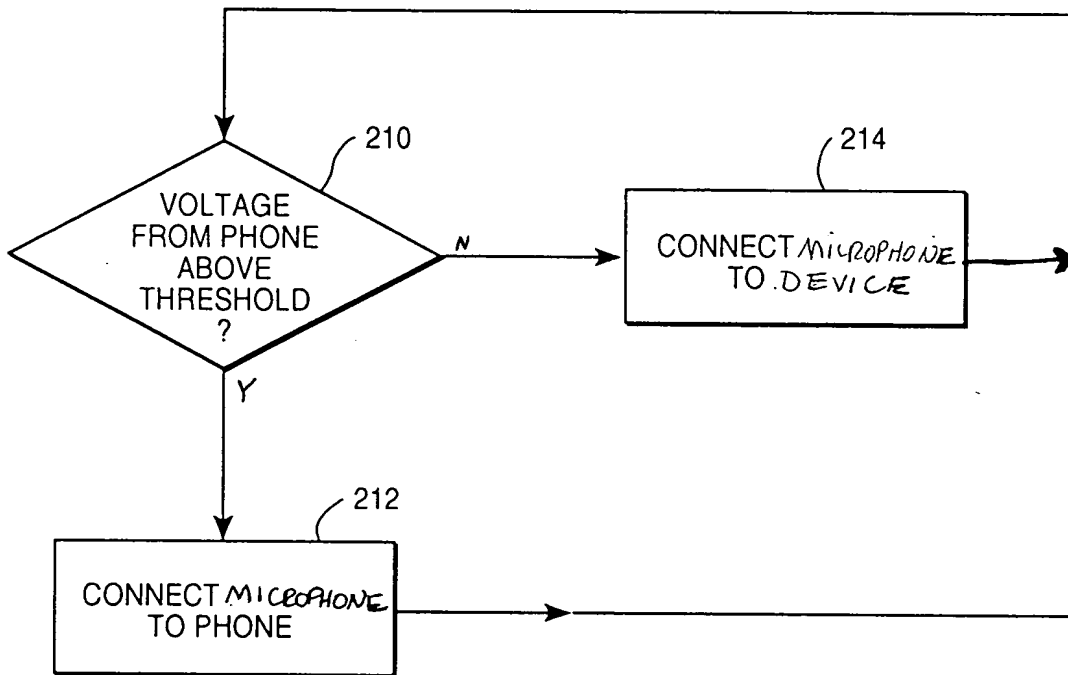 210
VOLTAGE
FROM PHONE
ABOVE
THRESHOLD
?
N
Y
214
CONNECT MICROPHONE
TO DEVICE
212
CONNECT MICROPHONE
TO PHONE